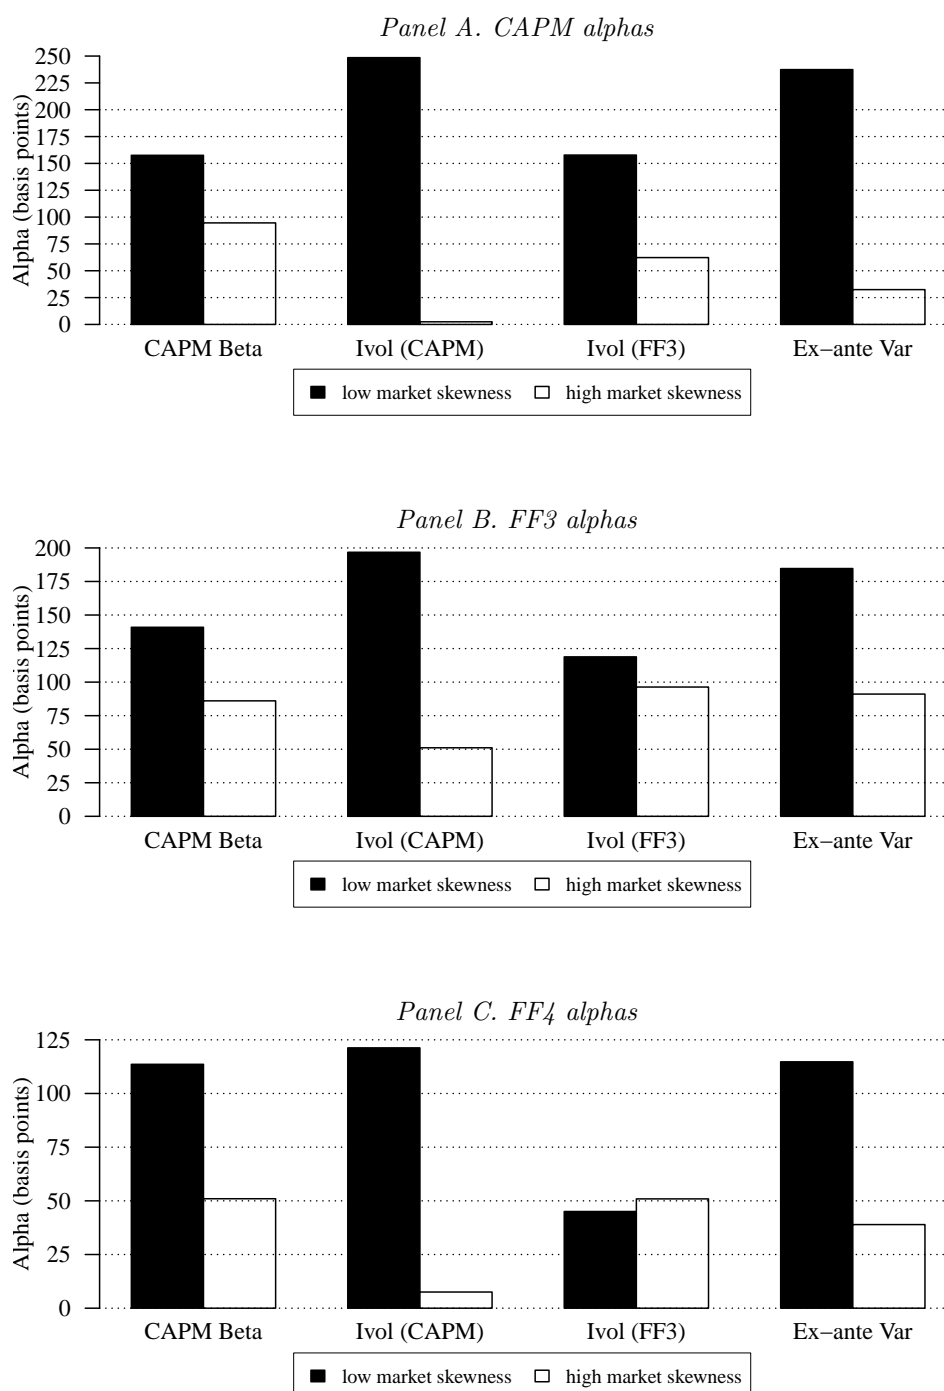 Panel A. CAPM alphas
Alpha (basis points)
250
225
200
175
150
125
100
75
50
25
0
CAPM Beta Ivol (CAPM) Ivol (FF3) Ex−ante Var
low market skewness high market skewness
Panel B. FF3 alphas
Alpha (basis points)
200
175
150
125
100
75
50
25
0
CAPM Beta Ivol (CAPM) Ivol (FF3) Ex−ante Var
low market skewness high market skewness
Panel C. FF4 alphas
Alpha (basis points)
125
100
75
50
25
0
CAPM Beta Ivol (CAPM) Ivol (FF3) Ex−ante Var
low market skewness high market skewness